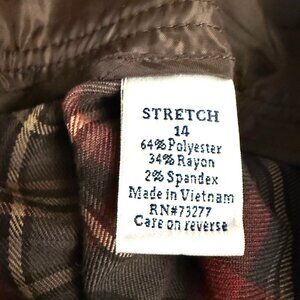 STRETCH
14
64% Polyester
34% Rayon
2% Spandex
Made in Vietnam
RN#73277
Care on reverse